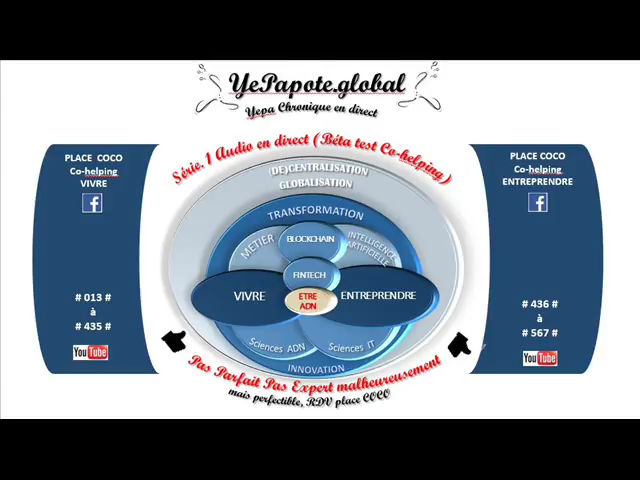 YePapote.global
Yepa Chronique en direct
Série. 1 Audio en direct (Béta test Co-helping)
PLACE COCO
Co-helping
VIVRE
f
# 013 #
à
# 435 #
YouTube
(DE)CENTRALISATION
GLOBALISATION
TRANSFORMATION
METIER
BLOCKCHAIN
INTELLIGENCE
ARTIFICIELLE
FINTECH
VIVRE
ETRE
ADN
ENTREPRENDRE
Sciences ADN
Sciences IT
INNOVATION
PLACE COCO
Co-helping
ENTREPRENDRE
f
# 436 #
à
# 567 #
YouTube
Pas Parfait Pas Expert malheureusement
mais perfectible, RDV place COCO